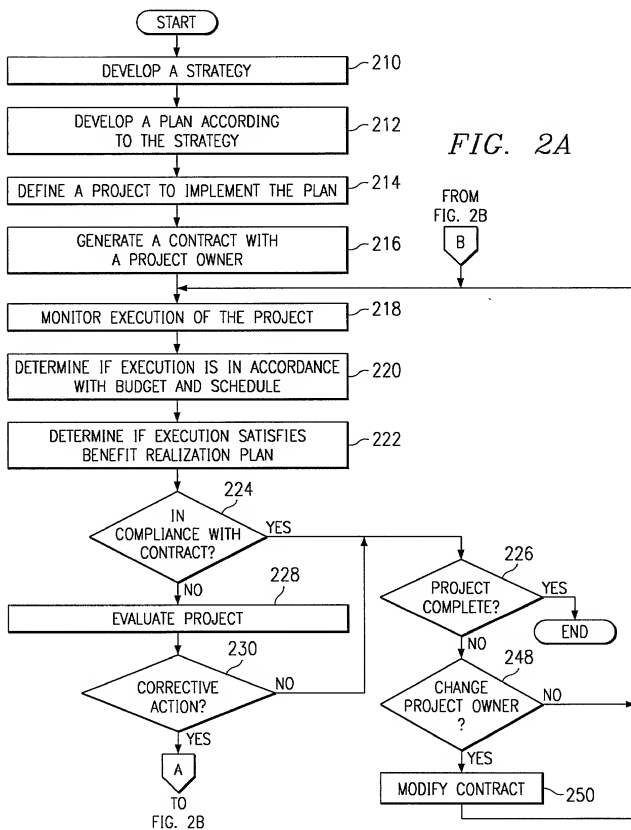 START
DEVELOP A STRATEGY
210
DEVELOP A PLAN ACCORDING
TO THE STRATEGY
212
FIG. 2A
DEFINE A PROJECT TO IMPLEMENT THE PLAN
214
FROM
FIG. 2B
B
GENERATE A CONTRACT WITH
A PROJECT OWNER
216
MONITOR EXECUTION OF THE PROJECT
218
DETERMINE IF EXECUTION IS IN ACCORDANCE
WITH BUDGET AND SCHEDULE
220
DETERMINE IF EXECUTION SATISFIES
BENEFIT REALIZATION PLAN
222
224
IN
COMPLIANCE WITH
CONTRACT?
YES
NO
226
PROJECT
COMPLETE?
YES
END
NO
228
EVALUATE PROJECT
230
CORRECTIVE
ACTION?
NO
YES
A
TO
FIG. 2B
248
CHANGE
PROJECT OWNER
?
NO
YES
MODIFY CONTRACT
250